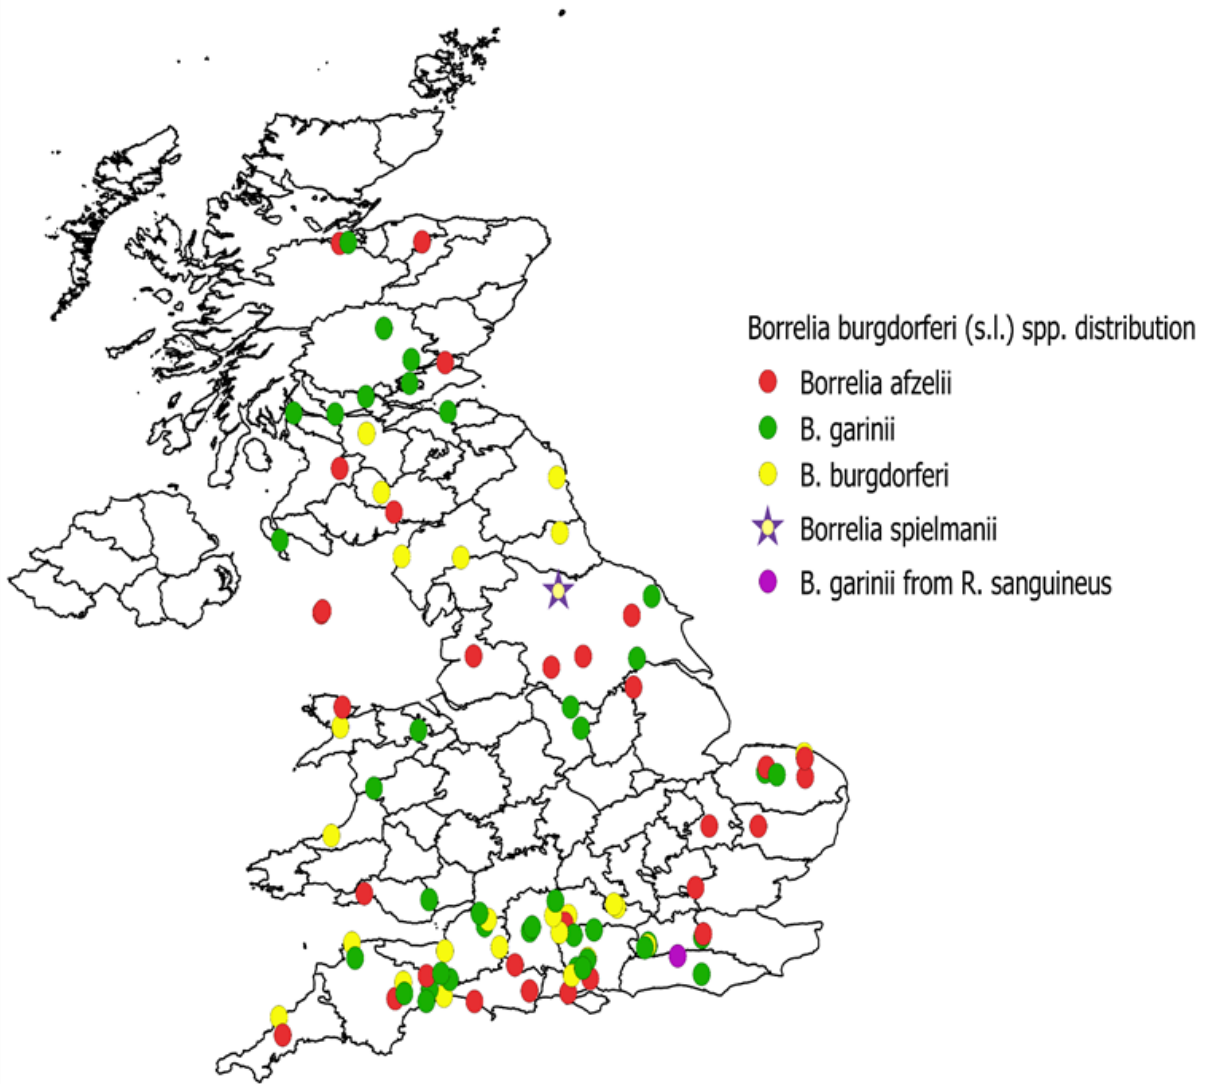 Borrelia burgdorferi (s.l.) spp. distribution
Borrelia afzelii
B. garinii
B. burgdorferi
Borrelia spielmanii
B. garinii from R. sanguineus